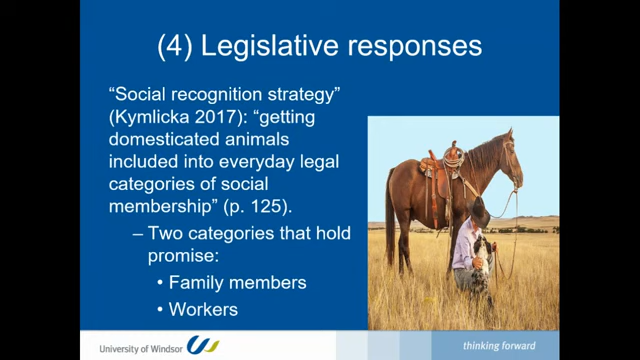 (4) Legislative responses
“Social recognition strategy”
(Kymlicka 2017): “getting
domesticated animals
included into everyday legal
categories of social
membership” (p. 125).
– Two categories that hold
promise:
• Family members
• Workers
University of Windsor
thinking forward